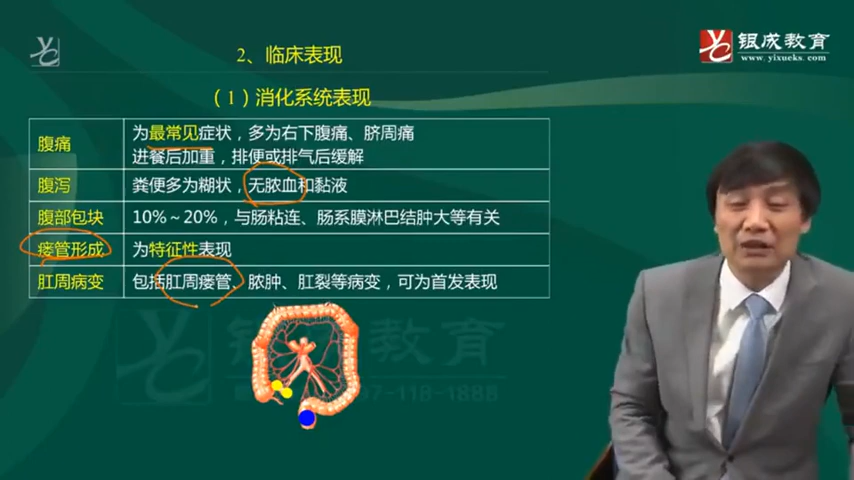 2、临床表现
银成教育
www.yixueks.com
（1）消化系统表现
腹痛
为最常见症状，多为右下腹痛、脐周痛
进餐后加重，排便或排气后缓解
腹泻
粪便多为糊状，无脓血和黏液
腹部包块
10%～20%，与肠粘连、肠系膜淋巴结肿大等有关
瘘管形成
为特征性表现
肛周病变
包括肛周瘘管、脓肿、肛裂等病变，可为首发表现
银成教育